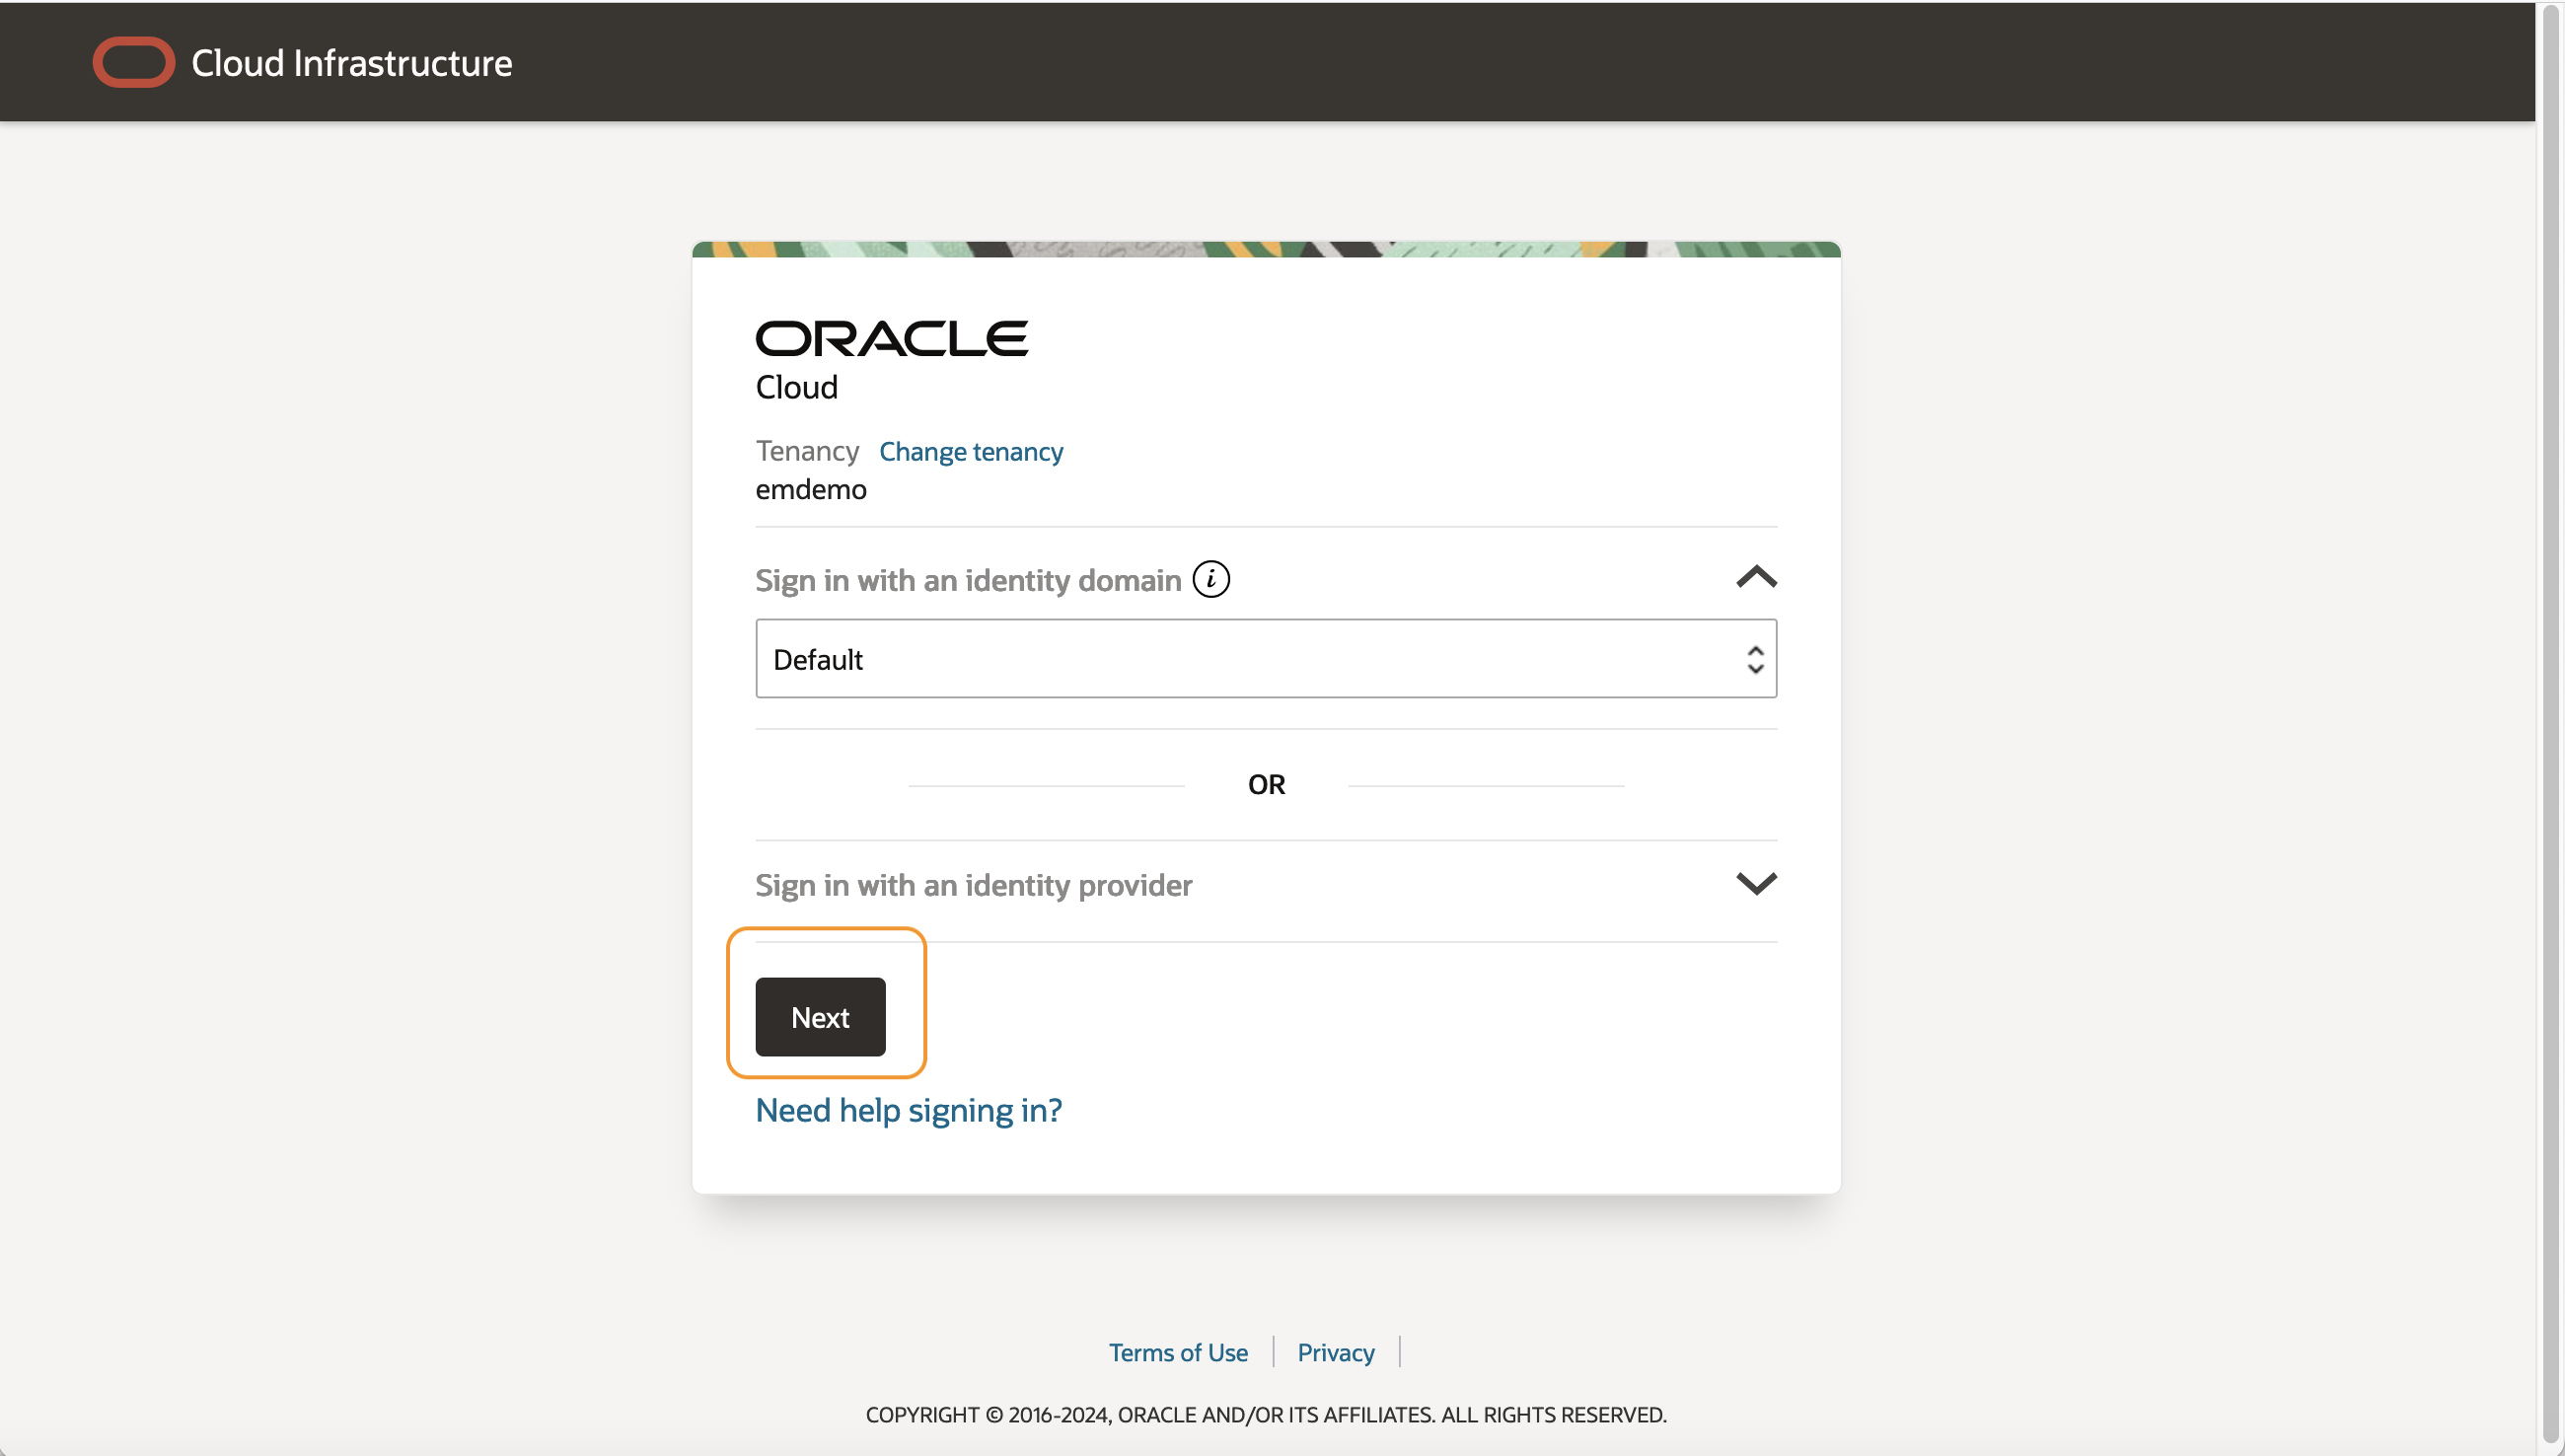 Cloud Infrastructure
ORACLE
Cloud
Tenancy Change tenancy
emdemo
Sign in with an identity domain i
Default
OR
Sign in with an identity provider
Next
Need help signing in?
Terms of Use Privacy
COPYRIGHT © 2016-2024, ORACLE AND/OR ITS AFFILIATES. ALL RIGHTS RESERVED.